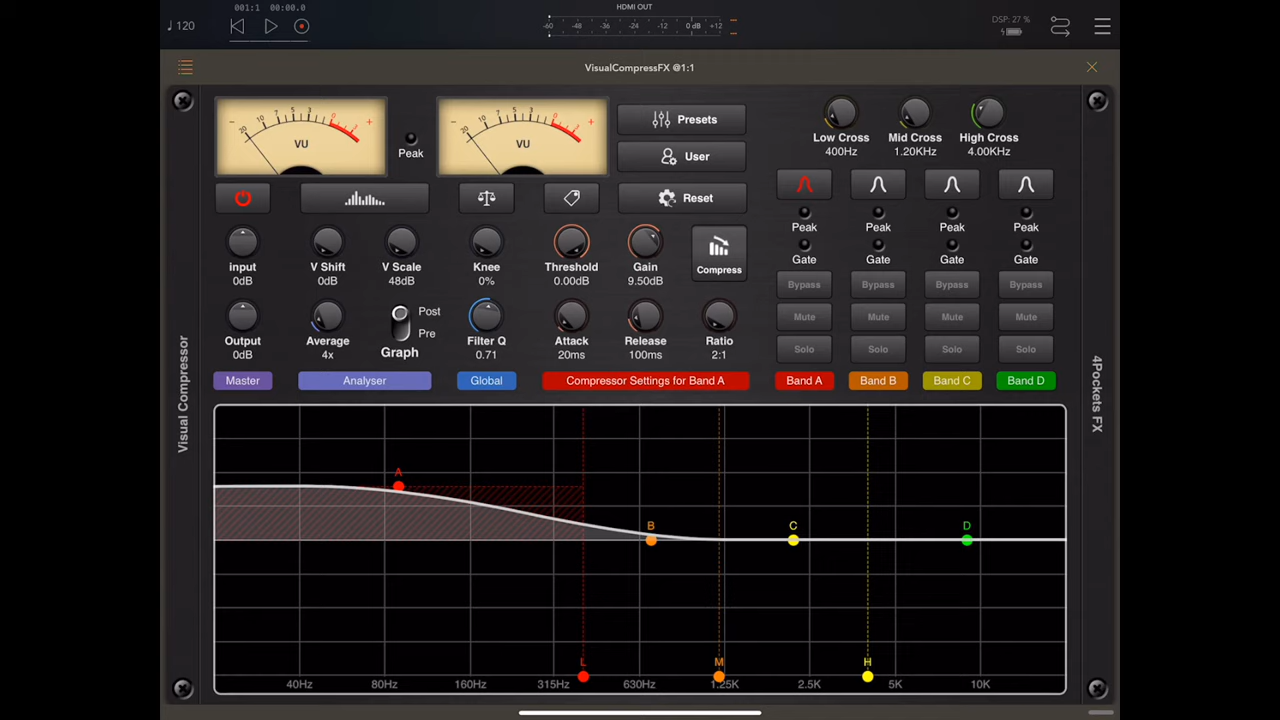 HDMI OUT
♩ 120
001:1 00:00.0
-60 -48 -36 -24 -12 0 dB +12
DSP: 27 %
VisualCompressFX @1:1
VU
Peak
VU
Presets
User
Reset
Low Cross
400Hz
Mid Cross
1.20KHz
High Cross
4.00KHz
input
0dB
V Shift
0dB
V Scale
48dB
Knee
0%
Threshold
0.00dB
Gain
9.50dB
Compress
Output
0dB
Average
4x
Post
Pre
Graph
Filter Q
0.71
Attack
20ms
Release
100ms
Ratio
2:1
Peak Peak Peak Peak
Gate Gate Gate Gate
Bypass Bypass Bypass Bypass
Mute Mute Mute Mute
Solo Solo Solo Solo
Master
Analyser
Global
Compressor Settings for Band A
Band A Band B Band C Band D
Visual Compressor
4Pockets FX
A
B
C
D
L
M
H
40Hz 80Hz 160Hz 315Hz 630Hz 1.25K 2.5K 5K 10K